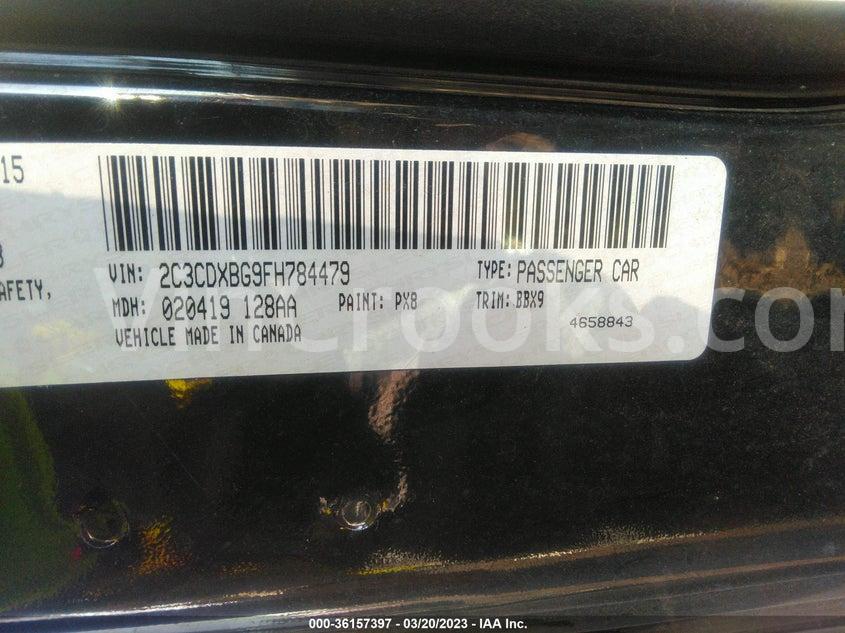 15
VIN: 2C3CDXBG9FH784479 TYPE: PASSENGER CAR
AFETY,
MDH: 020419 128AA PAINT: PX8 TRIM: BBX9
VEHICLE MADE IN CANADA 4658843
000-36157397 - 03/20/2023 - IAA Inc.